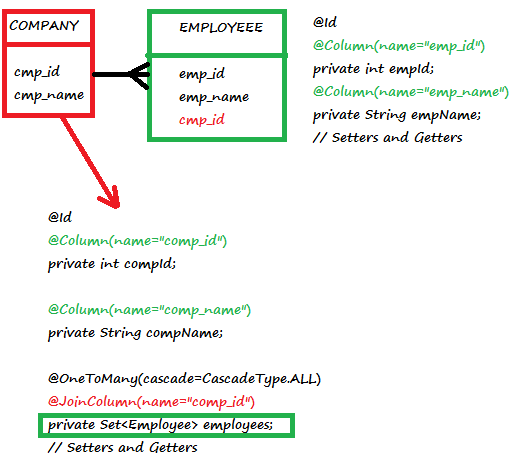 COMPANY
cmp_id
cmp_name
EMPLOYEEE
emp_id
emp_name
cmp_id
@Id
@Column(name="emp_id")
private int empId;
@Column(name="emp_name")
private String empName;
// Setters and Getters
@Id
@Column(name="comp_id")
private int compId;
@Column(name="comp_name")
private String compName;
@OneToMany(cascade=CascadeType.ALL)
@JoinColumn(name="comp_id")
private Set<Employee> employees;
// Setters and Getters